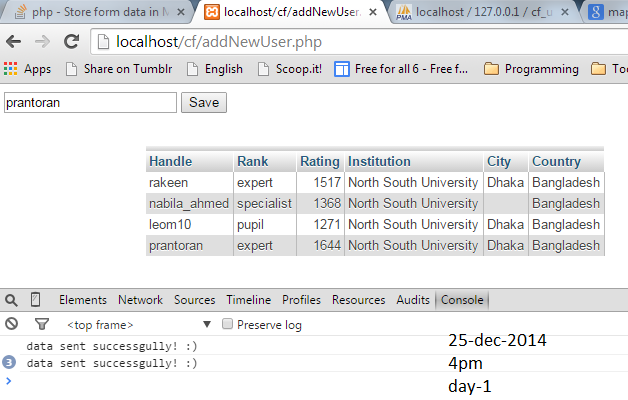 php - Store form data in M
localhost/cf/addNewUser.
localhost / 127.0.0.1 / cf_u
map
localhost/cf/addNewUser.php
Apps Share on Tumblr English Scoop.it! Free for all 6 - Free f... Programming Too
prantoran Save
Handle Rank Rating Institution City Country
rakeen expert 1517 North South University Dhaka Bangladesh
nabila_ahmed specialist 1368 North South University Bangladesh
leom10 pupil 1271 North South University Dhaka Bangladesh
prantoran expert 1644 North South University Dhaka Bangladesh
Elements Network Sources Timeline Profiles Resources Audits Console
<top frame> Preserve log
data sent successgully! :)
3 data sent successgully! :)
25-dec-2014
4pm
day-1